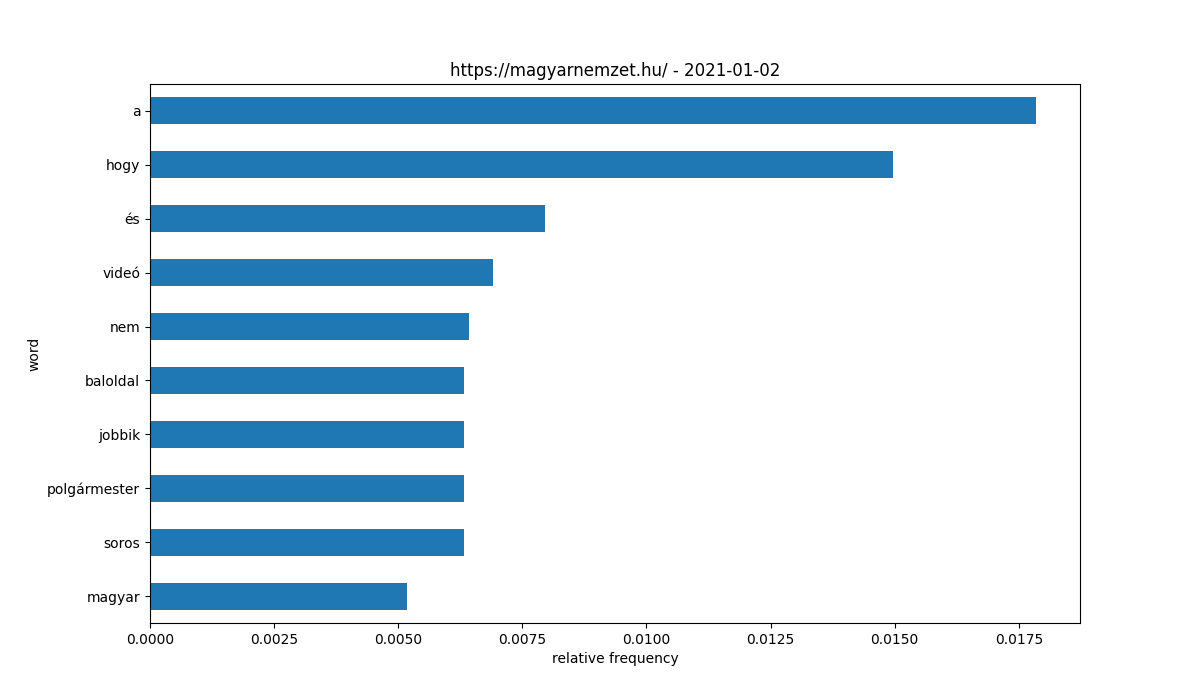 https://magyarnemzet.hu/ - 2021-01-02
a
hogy
és
videó
nem
baloldal
jobbik
polgármester
soros
magyar
word
0.0000 0.0025 0.0050 0.0075 0.0100 0.0125 0.0150 0.0175
relative frequency